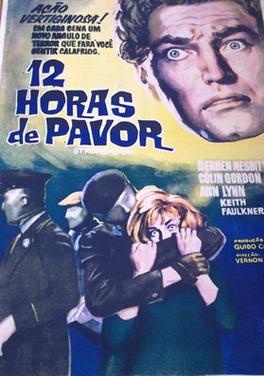 AÇÃO
VERTIGINOSA!
EM CADA CENA UM
NOVO ANGULO DE
TERROR QUE FARÁ VOCÊ
SENTIR CALAFRIOS.
12
HORAS
de PAVOR
DERREN NESBITT
COLIN GORDON
ANN LYNN
KEITH
FAULKNER
PRODUÇÃO
GUIDO
DIREÇÃO:
VERNON